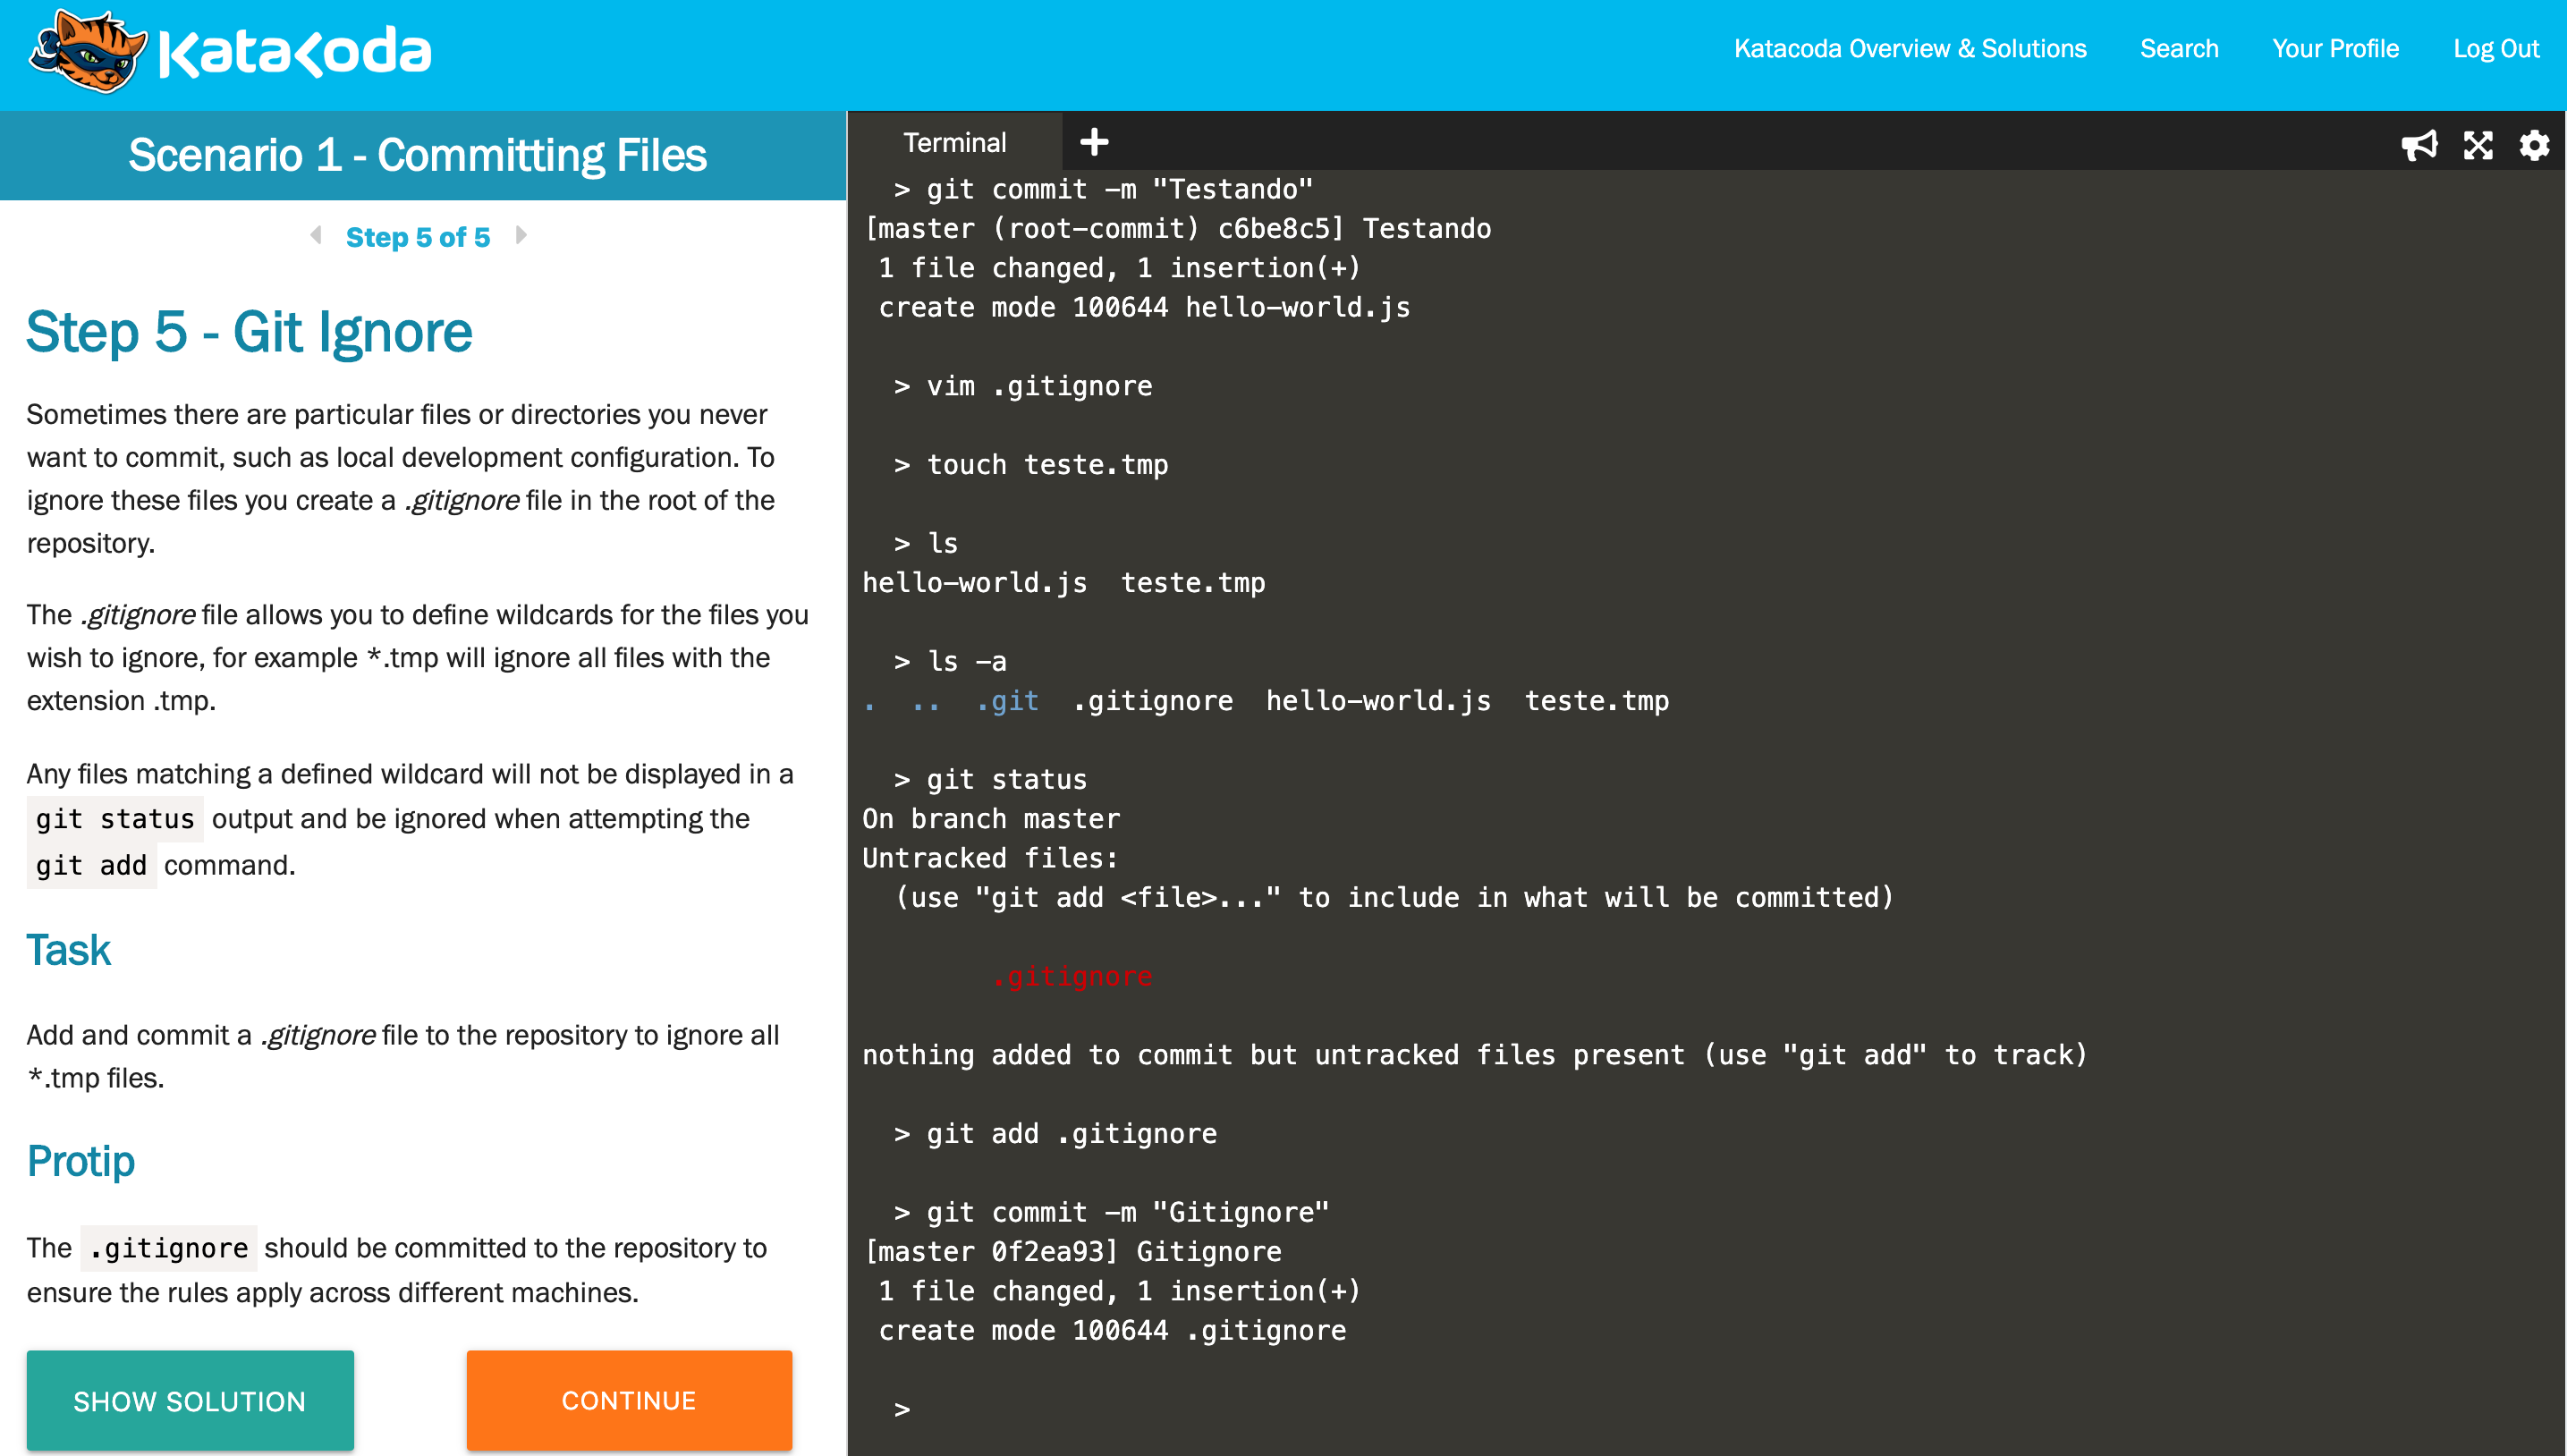 Katacoda
Katacoda Overview & Solutions
Search
Your Profile
Log Out
Scenario 1 - Committing Files
Step 5 of 5
Step 5 - Git Ignore
Sometimes there are particular files or directories you never
want to commit, such as local development configuration. To
ignore these files you create a .gitignore file in the root of the
repository.
The .gitignore file allows you to define wildcards for the files you
wish to ignore, for example *.tmp will ignore all files with the
extension .tmp.
Any files matching a defined wildcard will not be displayed in a
git status output and be ignored when attempting the
git add command.
Task
Add and commit a .gitignore file to the repository to ignore all
*.tmp files.
Protip
The .gitignore should be committed to the repository to
ensure the rules apply across different machines.
SHOW SOLUTION
CONTINUE
Terminal
> git commit -m "Testando"
[master (root-commit) c6be8c5] Testando
1 file changed, 1 insertion(+)
create mode 100644 hello-world.js
> vim .gitignore
> touch teste.tmp
> ls
hello-world.js teste.tmp
> ls -a
. .. .git .gitignore hello-world.js teste.tmp
> git status
On branch master
Untracked files:
(use "git add <file>..." to include in what will be committed)
.gitignore
nothing added to commit but untracked files present (use "git add" to track)
> git add .gitignore
> git commit -m "Gitignore"
[master 0f2ea93] Gitignore
1 file changed, 1 insertion(+)
create mode 100644 .gitignore
>